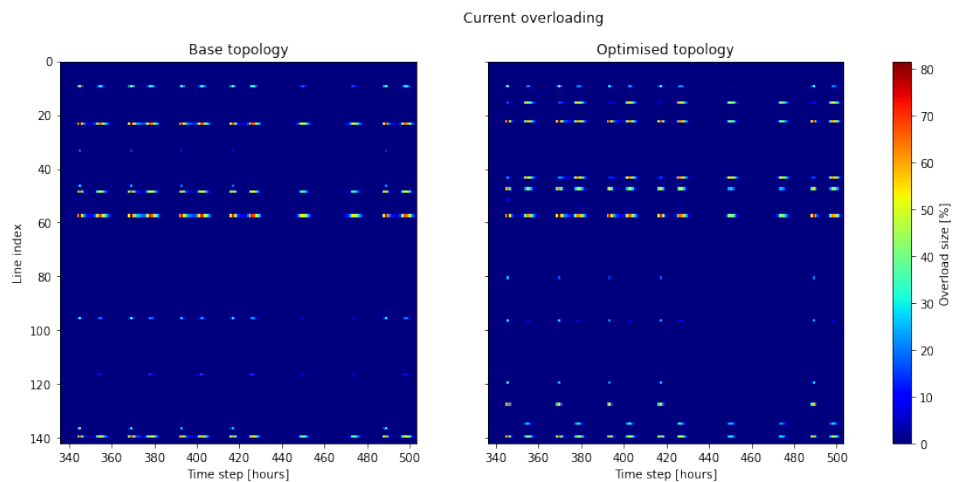 Current overloading
Base topology
Optimised topology
Line index
0
20
40
60
80
100
120
140
340 360 380 400 420 440 460 480 500
Time step [hours]
340 360 380 400 420 440 460 480 500
Time step [hours]
80
70
60
50
40
30
20
10
0
Overload size [%]